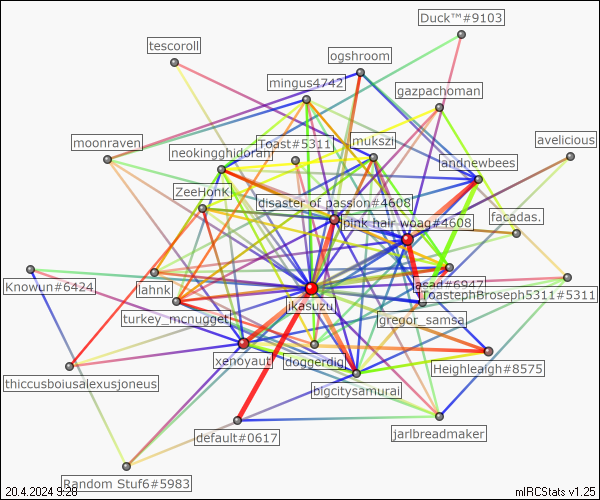 Duck™#9103
tescoroll
ogshroom
mingus4742
gazpachoman
moonraven
Toast#5311
mukszi
avelicious
neokingghidorah
andnewbees
ZeeHonK
disaster of passion#4608
pink hair woag#4608
facadas.
Knowun#6424
lahnk
jkasuzu
asad#6947
ToastephBroseph5311#5311
turkey_mcnugget
gregor_samsa
xenoyaut
doggerdig
Heighleaigh#8575
thiccusboiusalexusjoneus
bigcitysamurai
default#0617
jarlbreadmaker
Random Stuf6#5983
20.4.2024 9:28
mIRCStats v1.25